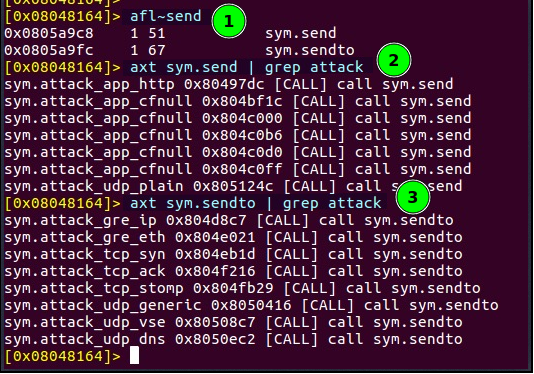 [0x08048164]> afl~send 1
0x0805a9c8 1 51 sym.send
0x0805a9fc 1 67 sym.sendto
[0x08048164]> axt sym.send | grep attack 2
sym.attack_app_http 0x80497dc [CALL] call sym.send
sym.attack_app_cfnull 0x804bf1c [CALL] call sym.send
sym.attack_app_cfnull 0x804c000 [CALL] call sym.send
sym.attack_app_cfnull 0x804c0b6 [CALL] call sym.send
sym.attack_app_cfnull 0x804c0d0 [CALL] call sym.send
sym.attack_app_cfnull 0x804c0ff [CALL] call sym.send
sym.attack_udp_plain 0x805124c [CALL] call sym.send
[0x08048164]> axt sym.sendto | grep attack 3
sym.attack_gre_ip 0x804d8c7 [CALL] call sym.sendto
sym.attack_gre_eth 0x804e021 [CALL] call sym.sendto
sym.attack_tcp_syn 0x804eb1d [CALL] call sym.sendto
sym.attack_tcp_ack 0x804f216 [CALL] call sym.sendto
sym.attack_tcp_stomp 0x804fb29 [CALL] call sym.sendto
sym.attack_udp_generic 0x8050416 [CALL] call sym.sendto
sym.attack_udp_vse 0x80508c7 [CALL] call sym.sendto
sym.attack_udp_dns 0x8050ec2 [CALL] call sym.sendto
[0x08048164]>